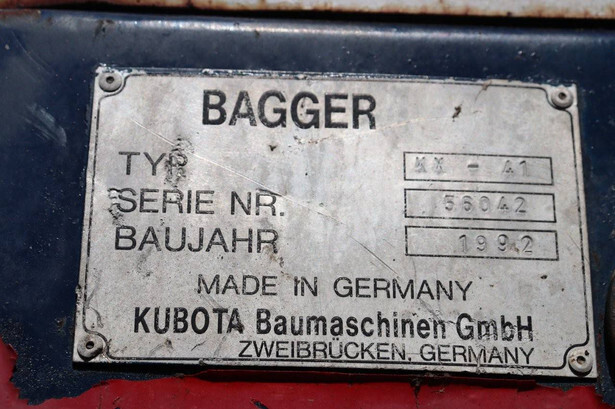 BAGGER
TYP KX - 41
SERIE NR. 56042
BAUJAHR 1992
MADE IN GERMANY
KUBOTA Baumaschinen GmbH
ZWEIBRÜCKEN, GERMANY